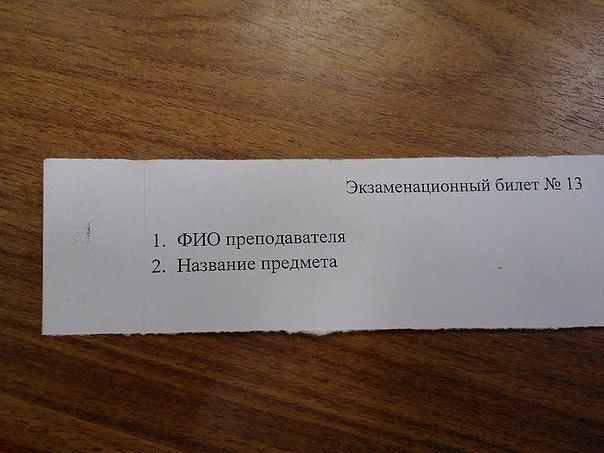 Экзаменационный билет № 13
1. ФИО преподавателя
2. Название предмета